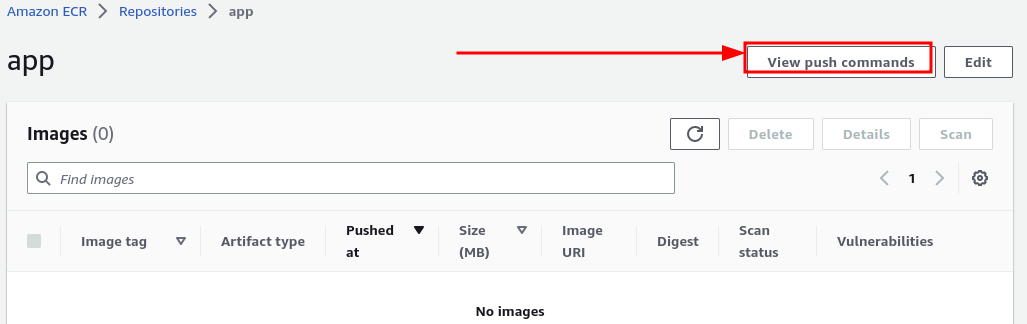 Amazon ECR > Repositories > app
app
View push commands
Edit
Images (0)
Delete
Details
Scan
Find images
1
Image tag
Artifact type
Pushed
at
Size
(MB)
Image
URI
Digest
Scan
status
Vulnerabilities
No images